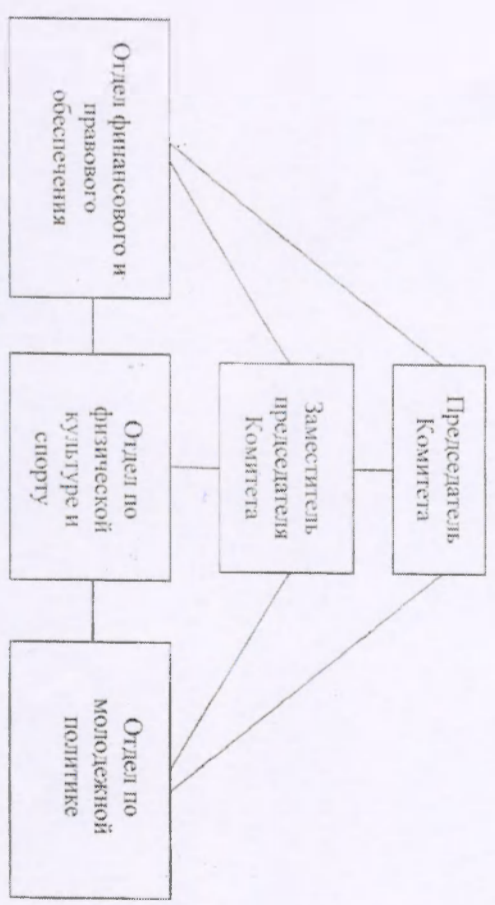 Председатель
Комитета
Заместитель
председателя
Комитета
Отдел финансового и
правового
обеспечения
Отдел по
физической
культуре и
спорту
Отдел по
молодежной
политике